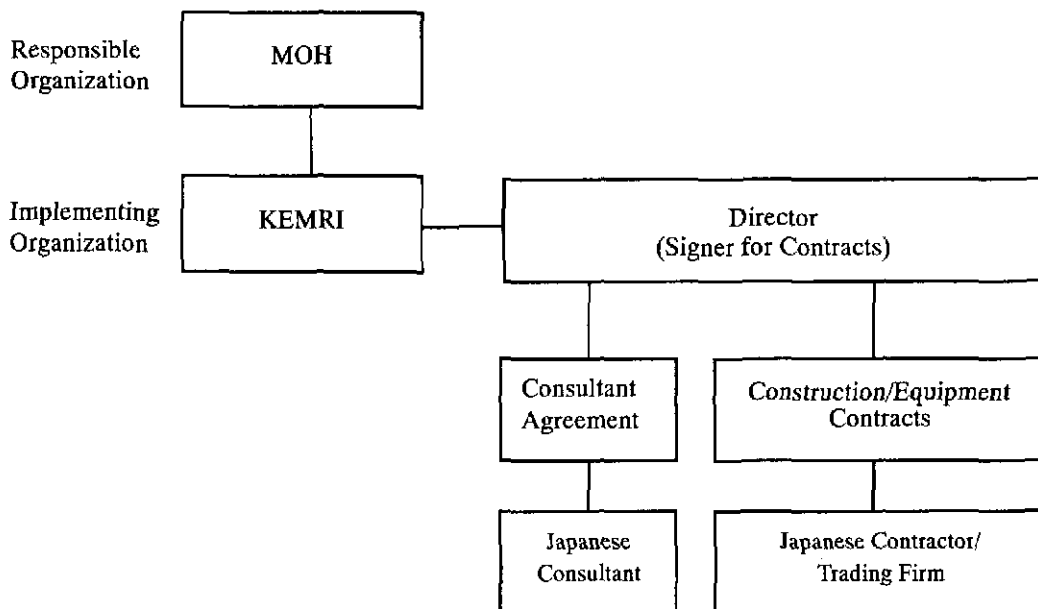 Responsible
Organization
MOH
Implementing
Organization
KEMRI
Director
(Signer for Contracts)
Consultant
Agreement
Construction/Equipment
Contracts
Japanese
Consultant
Japanese Contractor/
Trading Firm